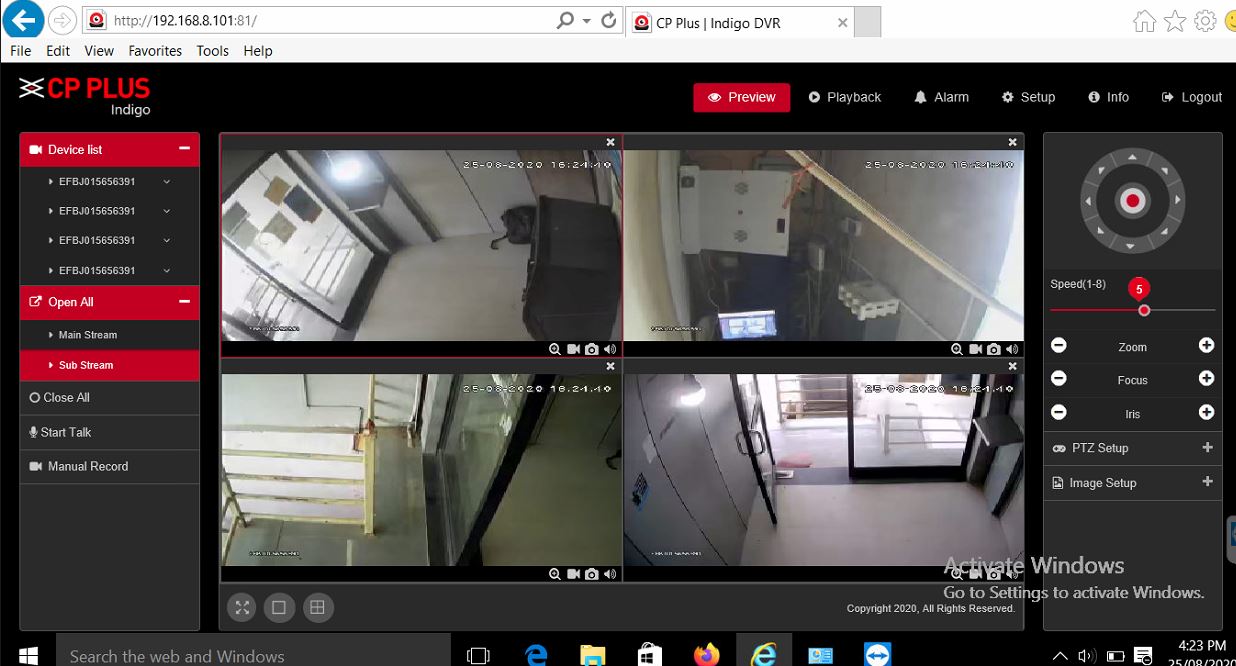 http://192.168.8.101:81/
CP Plus | Indigo DVR
File Edit View Favorites Tools Help
CP PLUS
Indigo
Preview Playback Alarm Setup Info Logout
Device list
EFBJ015656391
EFBJ015656391
EFBJ015656391
EFBJ015656391
Open All
Main Stream
Sub Stream
Close All
Start Talk
Manual Record
25-08-2020 16:24:40
25-08-2020 16:24:40
25-08-2020 16:24:40
25-08-2020 16:24:40
Speed(1-8)
5
Zoom
Focus
Iris
PTZ Setup
Image Setup
Activate Windows
Go to Settings to activate Windows.
Copyright 2020, All Rights Reserved.
Search the web and Windows
4:23 PM
25/08/2020